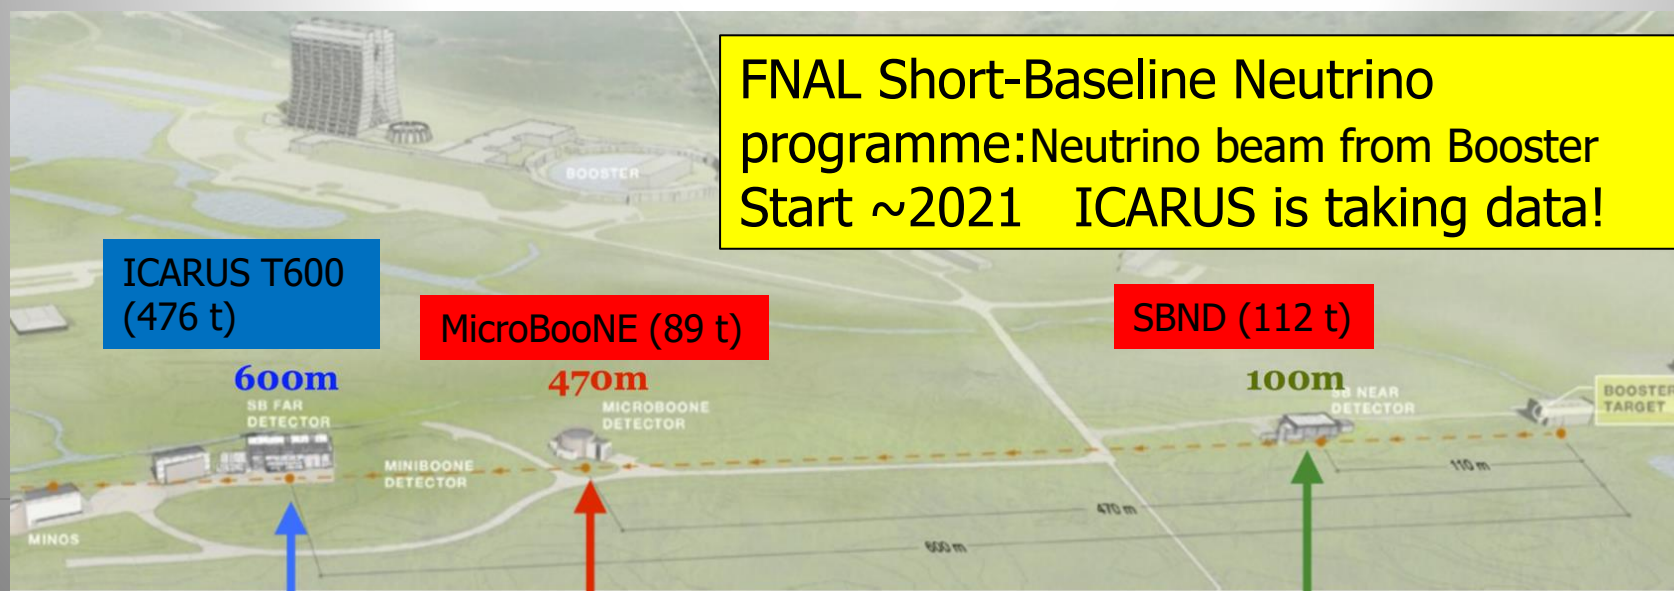 FNAL Short-Baseline Neutrino
programme:Neutrino beam from Booster
Start ~2021 ICARUS is taking data!
BOOSTER
ICARUS T600
(476 t)
MicroBooNE (89 t)
SBND (112 t)
600m
470m
100m
SB FAR
DETECTOR
MICROBOONE
DETECTOR
SB NEAR
DETECTOR
BOOSTER
TARGET
MINIBOONE
DETECTOR
110 m
470 m
600 m
MINOS